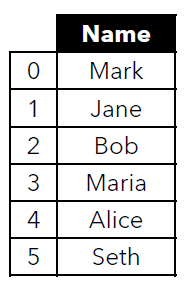 Name
0 Mark
1 Jane
2 Bob
3 Maria
4 Alice
5 Seth